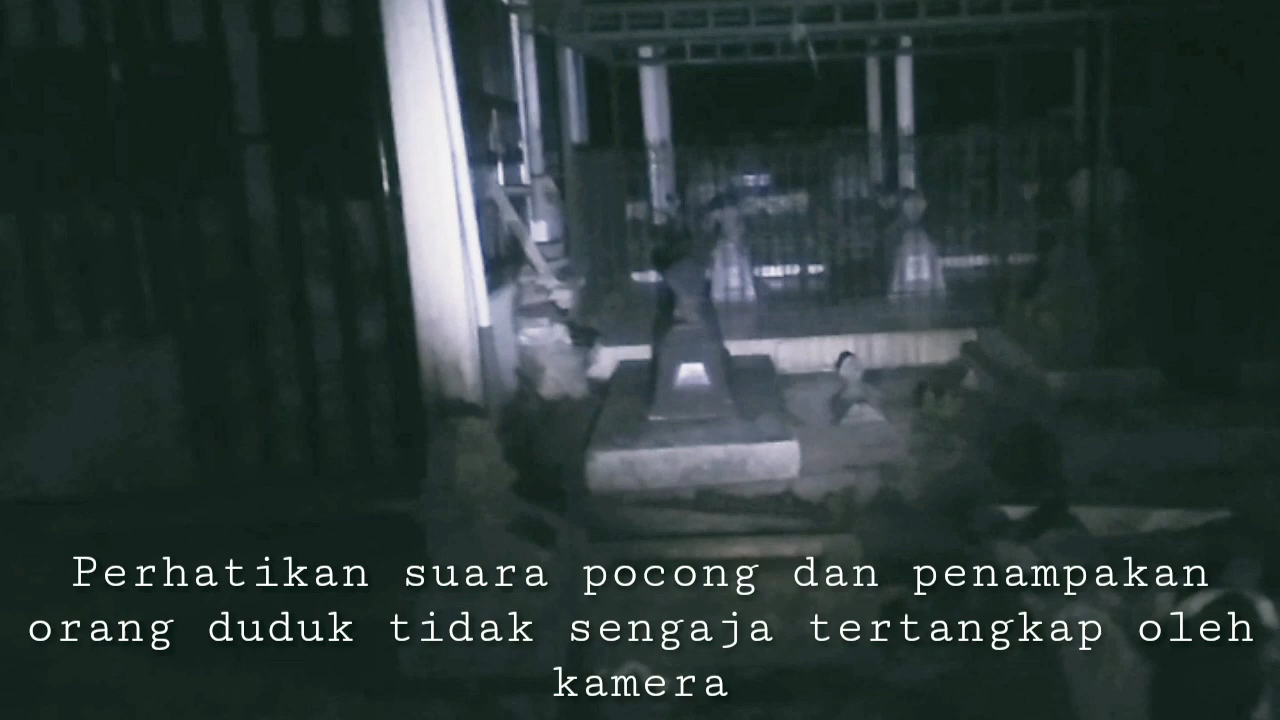 Perhatikan suara pocong dan penampakan
orang duduk tidak sengaja tertangkap oleh
kamera